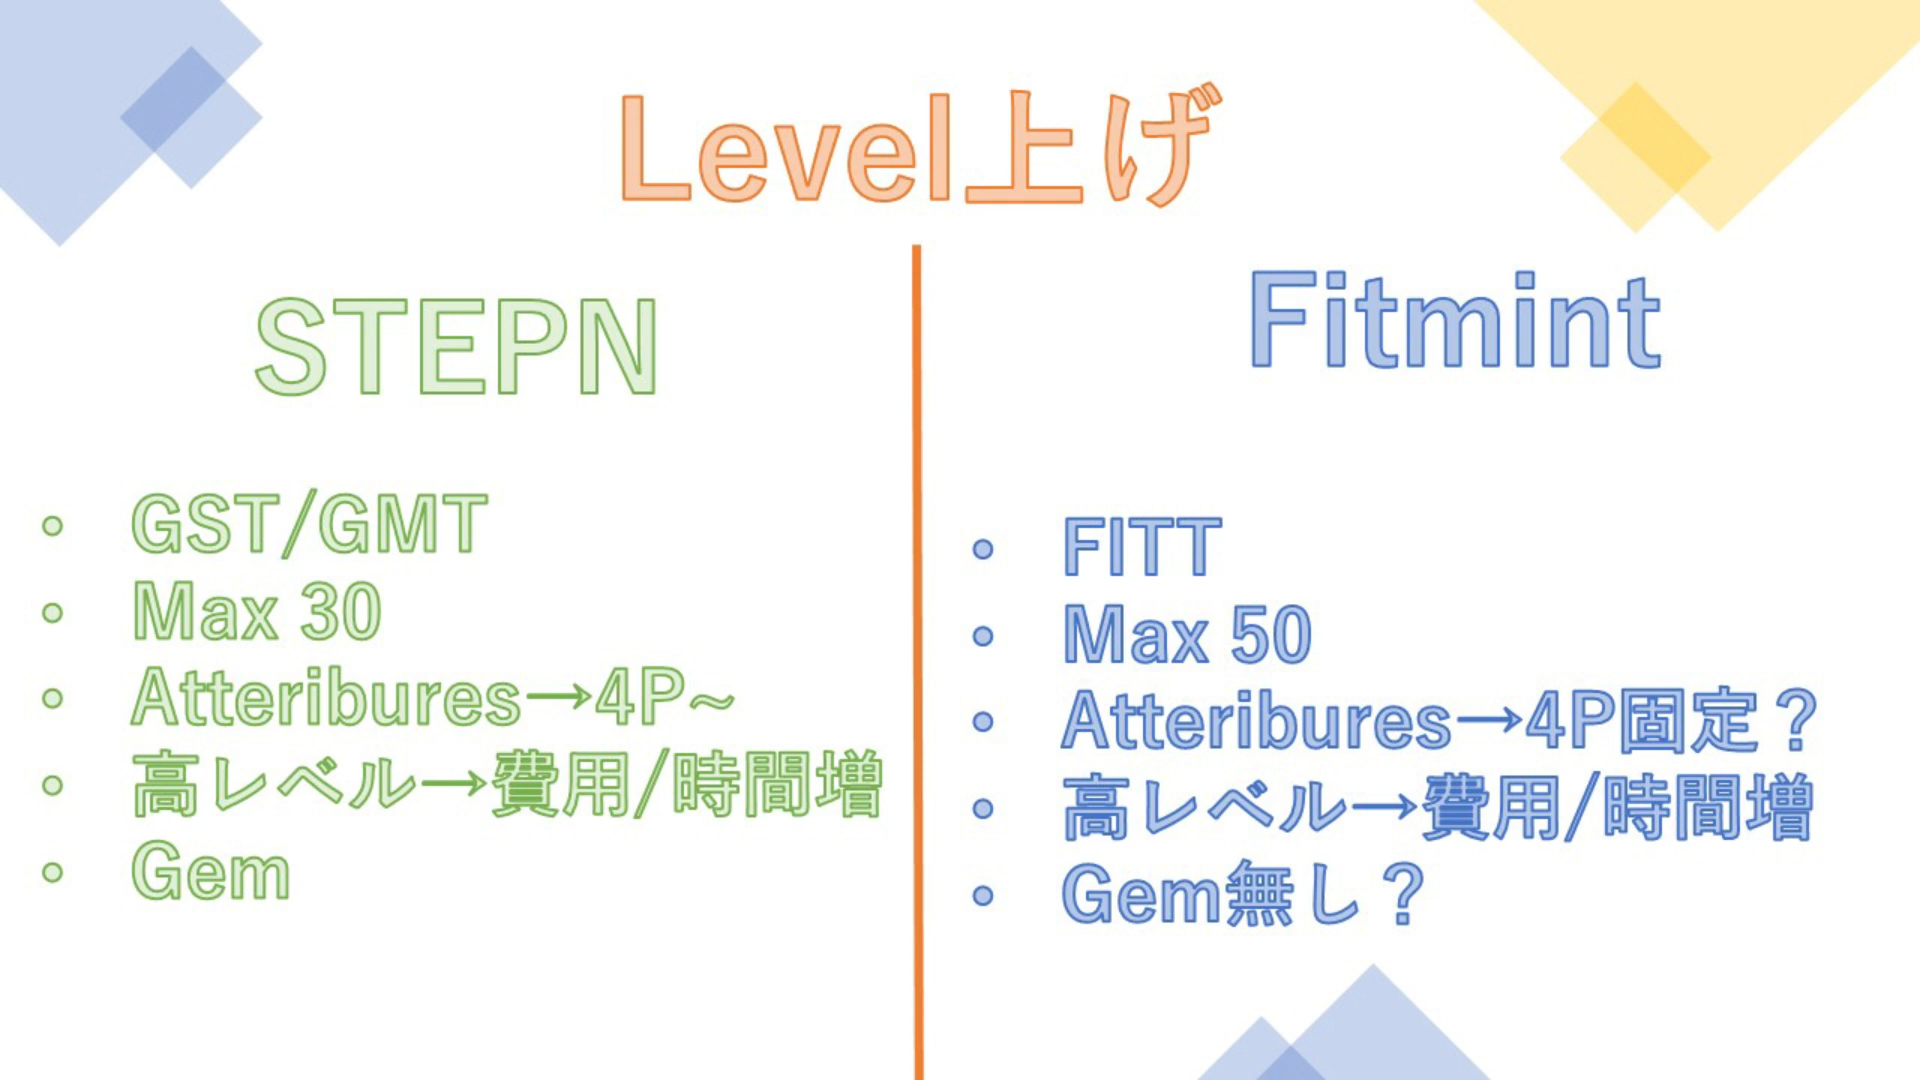 Level上げ
STEPN
• GST/GMT
• Max 30
• Atteribures→4P~
• 高レベル→費用/時間増
• Gem
Fitmint
• FITT
• Max 50
• Atteribures→4P固定？
• 高レベル→費用/時間増
• Gem無し？